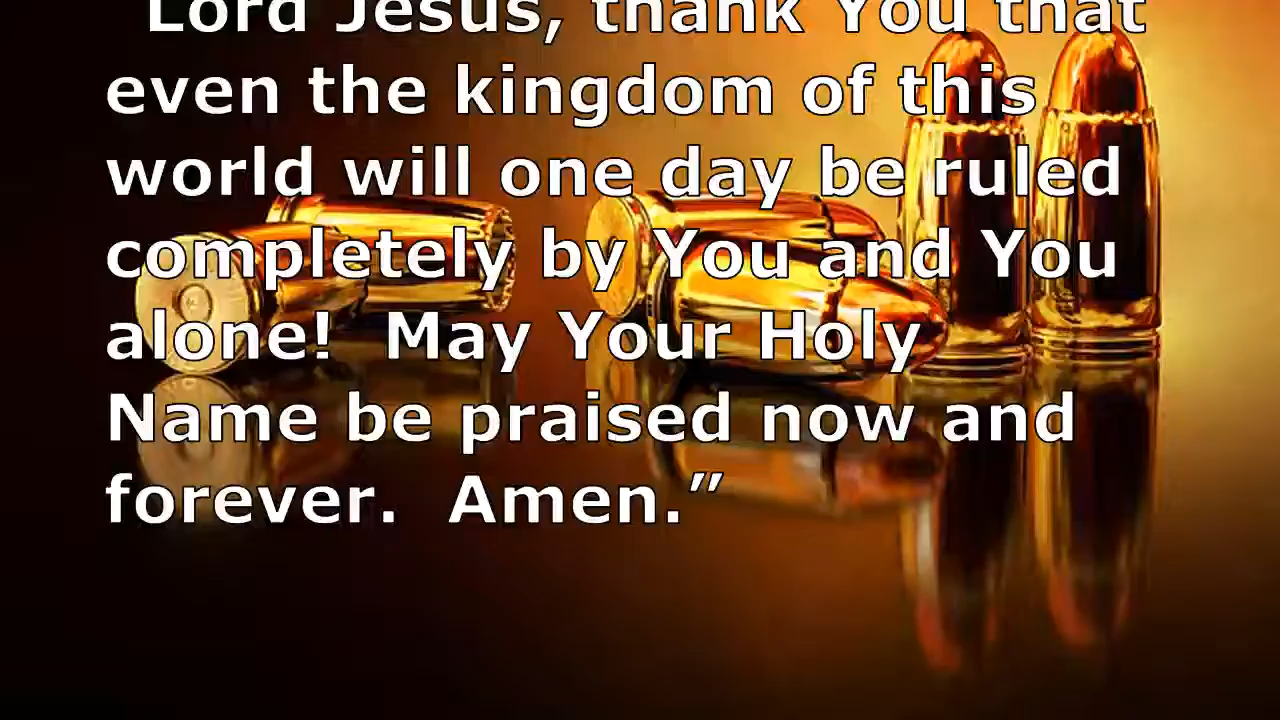 Lord Jesus, thank You that
even the kingdom of this
world will one day be ruled
completely by You and You
alone!  May Your Holy
Name be praised now and
forever.  Amen.”